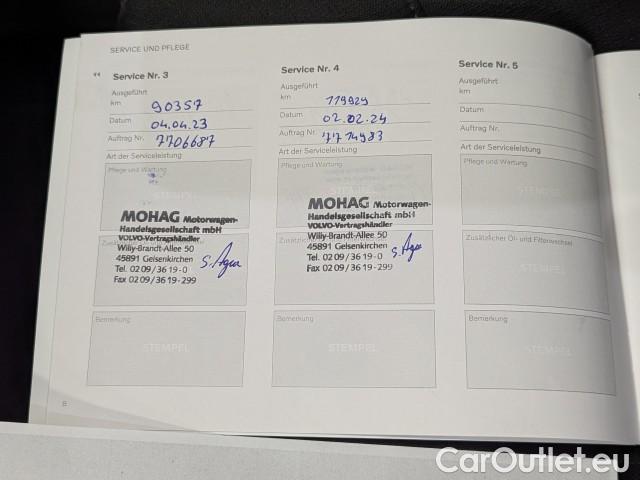 SERVICE UND PFLEGE
Service Nr. 3
Ausgeführt
km 90357
Datum 04.04.23
Auftrag Nr. 7706687
Art der Serviceleistung
Pflege und Wartung
MOHAG Motorwagen-
Handelsgesellschaft mbH
VOLVO-Vertragshändler
Willy-Brandt-Allee 50
45891 Gelsenkirchen
Tel. 02 09 / 36 19 - 0
Fax 02 09 / 36 19 - 299
Bemerkung
STEMPEL
Service Nr. 4
Ausgeführt
km 119929
Datum 02.02.24
Auftrag Nr. 7714983
Art der Serviceleistung
Pflege und Wartung
STEMPEL
MOHAG Motorwagen-
Handelsgesellschaft mbH
VOLVO-Vertragshändler
Willy-Brandt-Allee 50
45891 Gelsenkirchen
Tel. 02 09 / 36 19 - 0
Fax 02 09 / 36 19 - 299
Bemerkung
STEMPEL
Service Nr. 5
Ausgeführt
km
Datum
Auftrag Nr.
Art der Serviceleistung
Pflege und Wartung
STEMPEL
Zusätzlicher Öl- und Filterwechsel
STEMPEL
Bemerkung
STEMPEL
8
CarOutlet.eu